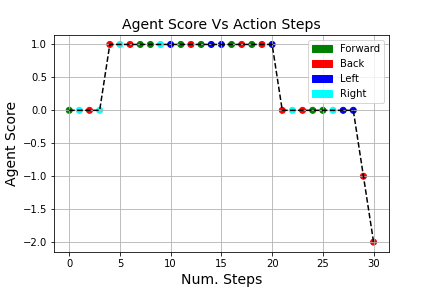 Agent Score Vs Action Steps
1.0
0.5
0.0
−0.5
−1.0
−1.5
−2.0
Agent Score
Forward
Back
Left
Right
0 5 10 15 20 25 30
Num. Steps